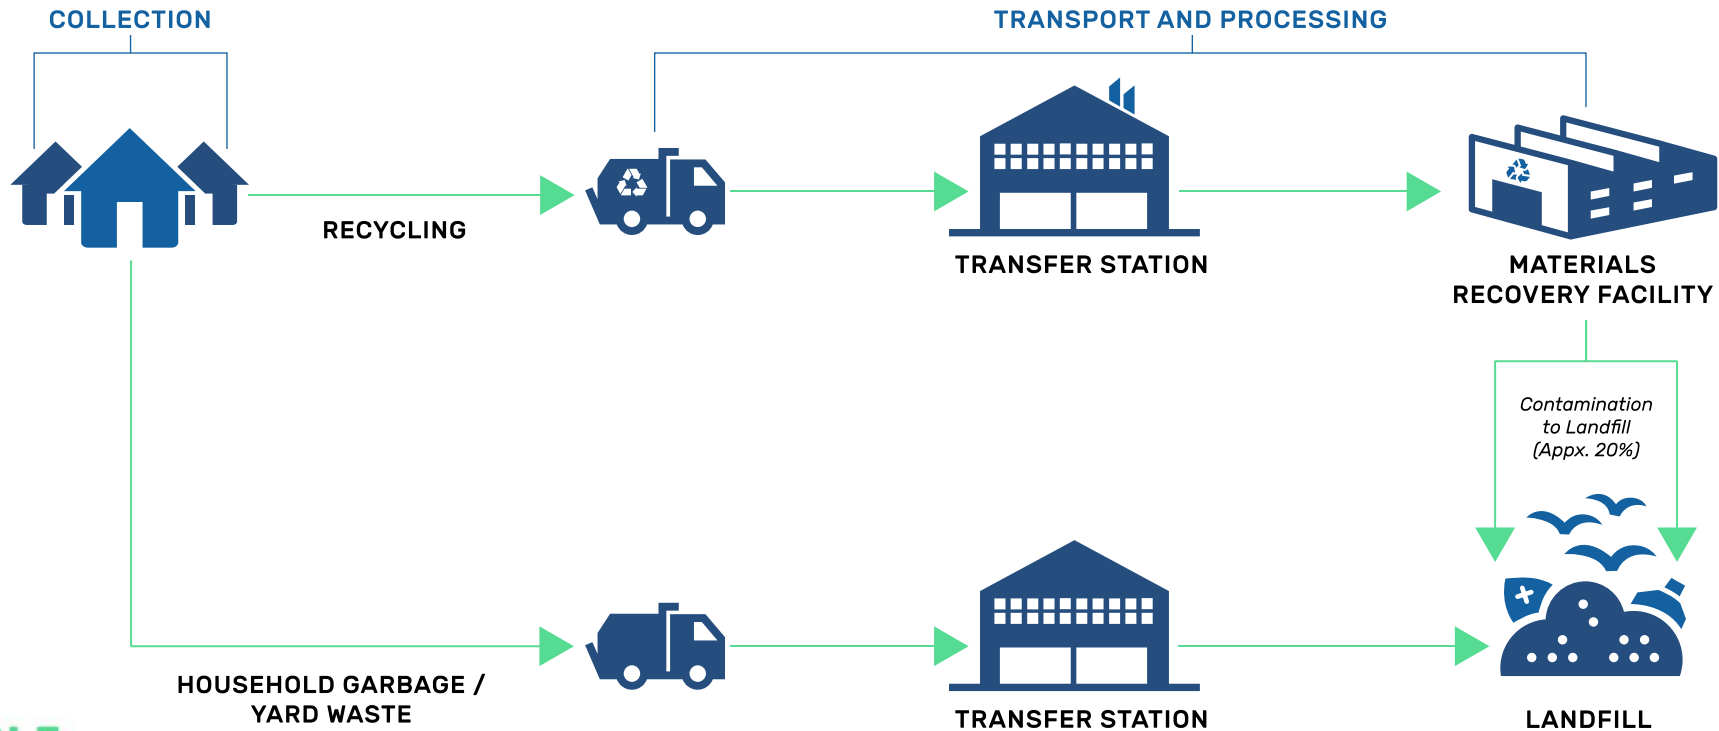 COLLECTION
TRANSPORT AND PROCESSING
RECYCLING
TRANSFER STATION
MATERIALS
RECOVERY FACILITY
Contamination
to Landfill
(Appx. 20%)
HOUSEHOLD GARBAGE /
YARD WASTE
TRANSFER STATION
LANDFILL